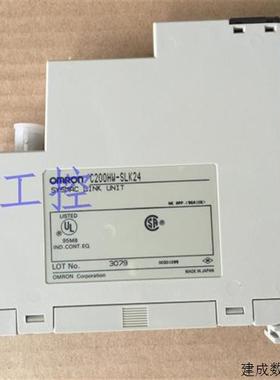 OMRON C200HW-SLK24
SYSMAC LINK UNIT
工控
LISTED
UL
95M8
IND.CONT.EQ.
LOT No. 3079
OMRON Corporation
MADE IN JAPAN
建成数